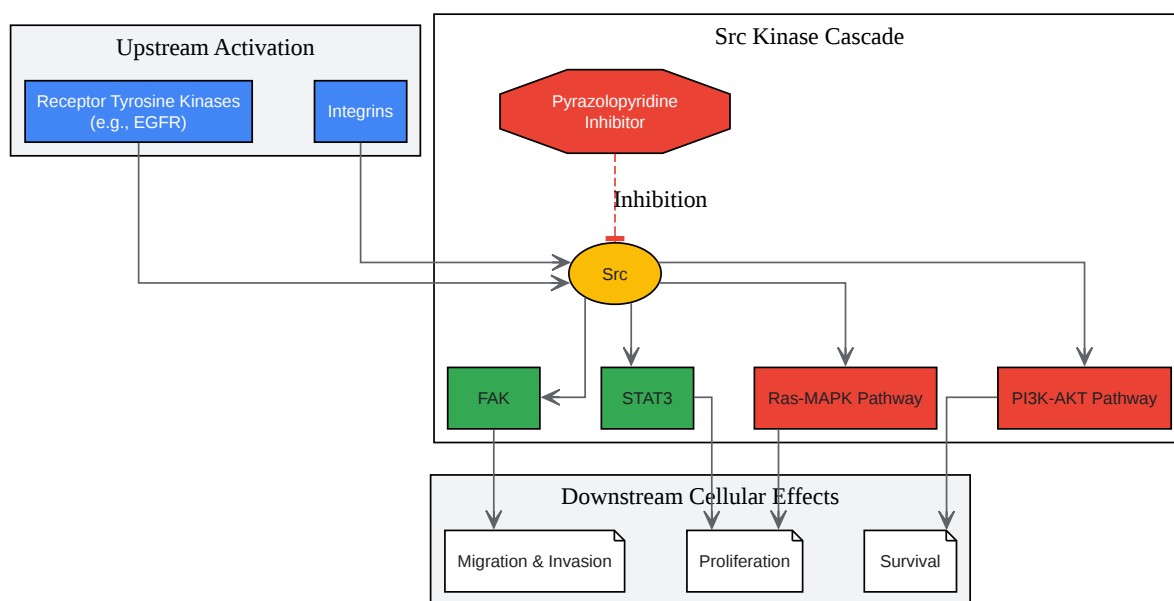 Upstream Activation
Src Kinase Cascade
Receptor Tyrosine Kinases
(e.g., EGFR)
Integrins
Pyrazolopyridine
Inhibitor
Inhibition
Src
FAK
STAT3
Ras-MAPK Pathway
PI3K-AKT Pathway
Downstream Cellular Effects
Migration & Invasion
Proliferation
Survival